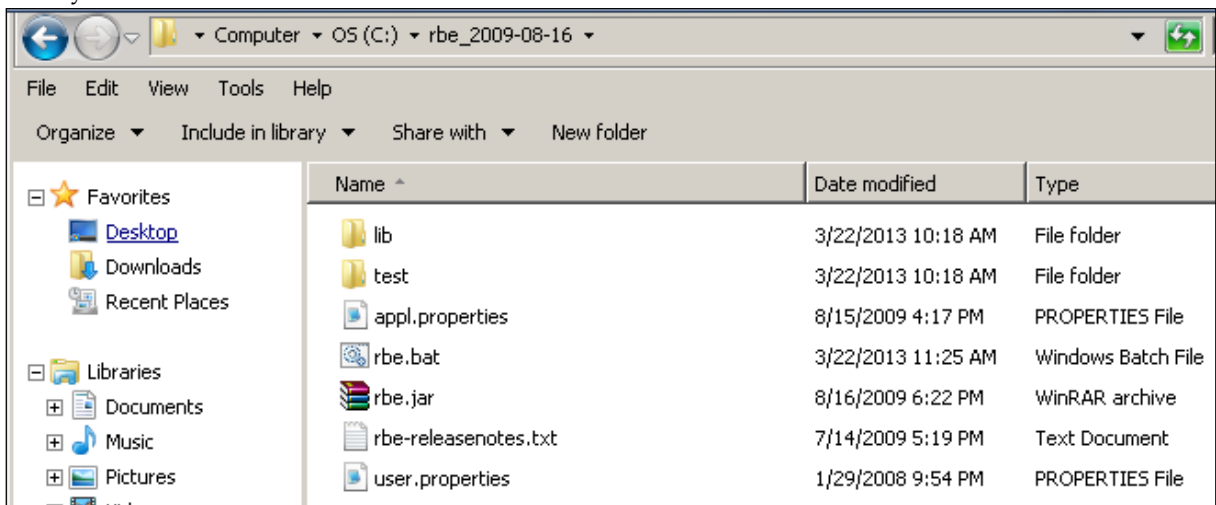 Computer OS (C:) rbe_2009-08-16
File Edit View Tools Help
Organize Include in library Share with New folder
Favorites
Desktop
Downloads
Recent Places
Libraries
Documents
Music
Pictures
Name Date modified Type
lib 3/22/2013 10:18 AM File folder
test 3/22/2013 10:18 AM File folder
appl.properties 8/15/2009 4:17 PM PROPERTIES File
rbe.bat 3/22/2013 11:25 AM Windows Batch File
rbe.jar 8/16/2009 6:22 PM WinRAR archive
rbe-releasenotes.txt 7/14/2009 5:19 PM Text Document
user.properties 1/29/2008 9:54 PM PROPERTIES File